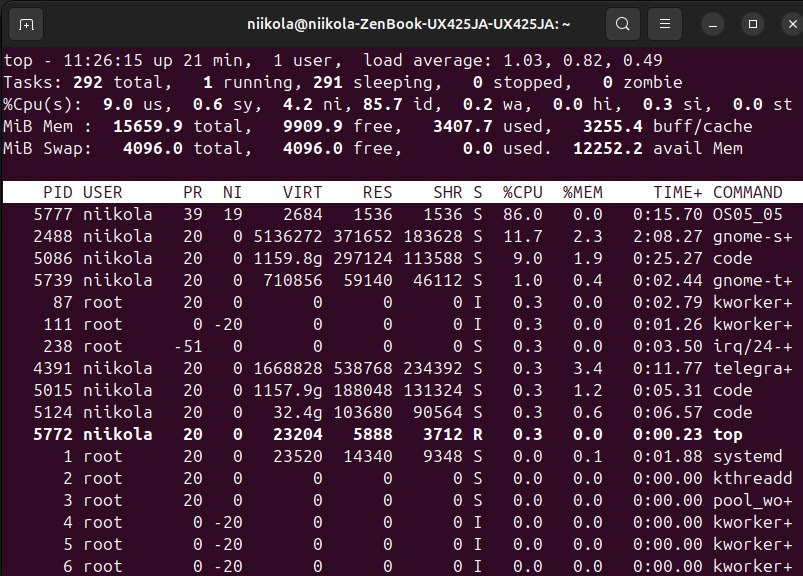 niikola@niikola-ZenBook-UX425JA-UX425JA: ~
top - 11:26:15 up 21 min,  1 user,  load average: 1.03, 0.82, 0.49
Tasks: 292 total,   1 running, 291 sleeping,   0 stopped,   0 zombie
%Cpu(s):  9.0 us,  0.6 sy,  4.2 ni, 85.7 id,  0.2 wa,  0.0 hi,  0.3 si,  0.0 st
MiB Mem :  15659.9 total,   9909.9 free,   3407.7 used,   3255.4 buff/cache
MiB Swap:   4096.0 total,   4096.0 free,      0.0 used.  12252.2 avail Mem
PID USER      PR  NI    VIRT    RES    SHR S  %CPU  %MEM     TIME+ COMMAND
5777 niikola   39  19    2684   1536   1536 S  86.0   0.0   0:15.70 OS05_05
2488 niikola   20   0 5136272 371652 183628 S  11.7   2.3   2:08.27 gnome-s+
5086 niikola   20   0 1159.8g 297124 113588 S   9.0   1.9   0:25.27 code
5739 niikola   20   0  710856  59140  46112 S   1.0   0.4   0:02.44 gnome-t+
87 root      20   0       0      0      0 I   0.3   0.0   0:02.79 kworker+
111 root       0 -20       0      0      0 I   0.3   0.0   0:01.26 kworker+
238 root     -51   0       0      0      0 S   0.3   0.0   0:03.50 irq/24-+
4391 niikola   20   0 1668828 538768 234392 S   0.3   3.4   0:11.77 telegra+
5015 niikola   20   0 1157.9g 188048 131324 S   0.3   1.2   0:05.31 code
5124 niikola   20   0   32.4g 103680  90564 S   0.3   0.6   0:06.57 code
5772 niikola   20   0   23204   5888   3712 R   0.3   0.0   0:00.23 top
1 root      20   0   23520  14340   9348 S   0.0   0.1   0:01.88 systemd
2 root      20   0       0      0      0 S   0.0   0.0   0:00.00 kthreadd
3 root      20   0       0      0      0 S   0.0   0.0   0:00.00 pool_wo+
4 root       0 -20       0      0      0 I   0.0   0.0   0:00.00 kworker+
5 root       0 -20       0      0      0 I   0.0   0.0   0:00.00 kworker+
6 root       0 -20       0      0      0 I   0.0   0.0   0:00.00 kworker+